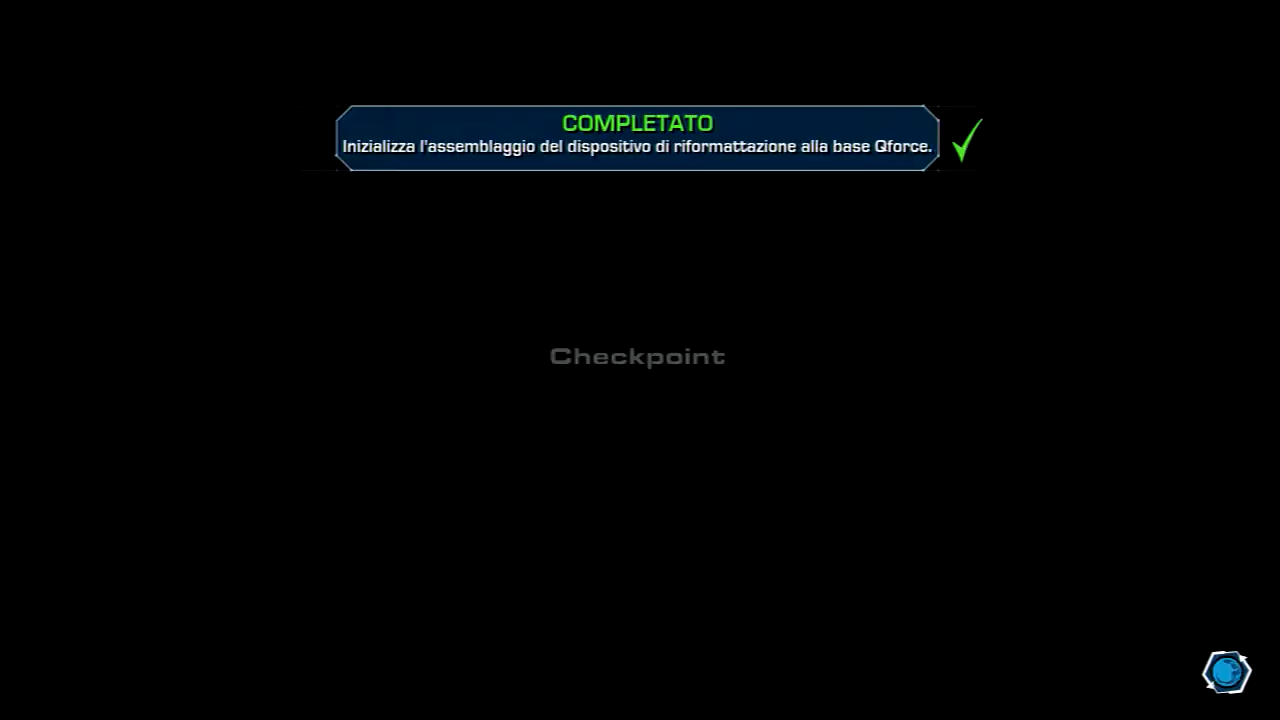 COMPLETATO
Inizializza l'assemblaggio del dispositivo di riformattazione alla base Qforce.
Checkpoint